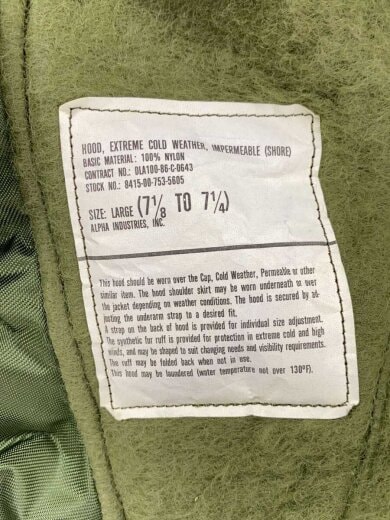 HOOD, EXTREME COLD WEATHER, IMPERMEABLE (SHORE)
BASIC MATERIAL: 100% NYLON
CONTRACT NO.: DLA100-86-C-0643
STOCK NO.: 8415-00-753-5605
SIZE: LARGE (7 1/8 TO 7 1/4)
ALPHA INDUSTRIES, INC.
This hood should be worn over the Cap, Cold Weather, Permeable or other
similar item. The hood shoulder skirt may be worn underneath or over
the jacket depending on weather conditions. The hood is secured by ad-
justing the underarm strap to a desired fit.
A strap on the back of hood is provided for individual size adjustment.
The synthetic fur ruff is provided for protection in extreme cold and high
winds, and may be shaped to suit changing needs and visibility requirements.
The ruff may be folded back when not in use.
This hood may be laundered (water temperature not over 130°F).